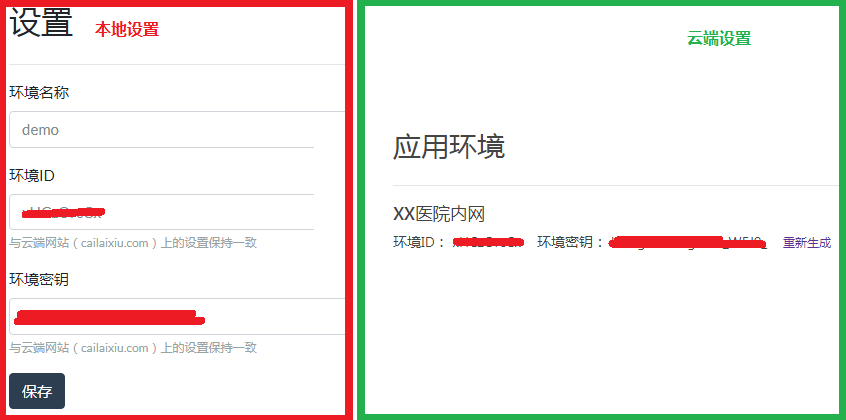 设置 本地设置
环境名称
demo
环境ID
与云端网站（cailaixiu.com）上的设置保持一致
环境密钥
与云端网站（cailaixiu.com）上的设置保持一致
保存
云端设置
应用环境
XX医院内网
环境ID： 环境密钥： 重新生成